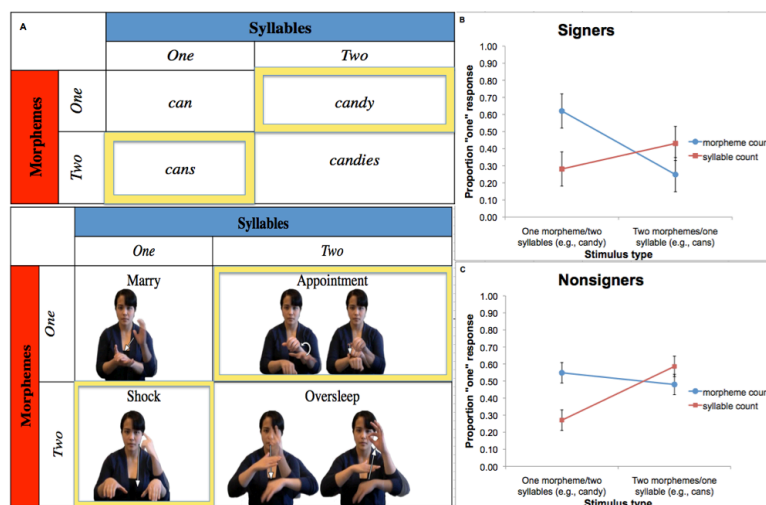 A
Syllables
One Two
Morphemes
One
can candy
Two
cans candies
Syllables
One Two
Morphemes
One
Marry Appointment
Two
Shock Oversleep
B
Signers
Proportion "one" response
1.00
0.90
0.80
0.70
0.60
0.50
0.40
0.30
0.20
0.10
0.00
morpheme coun
syllable count
One morpheme/two Two morphemes/one
syllables (e.g., candy) syllable (e.g., cans)
Stimulus type
C
Nonsigners
Proportion "one" response
1.00
0.90
0.80
0.70
0.60
0.50
0.40
0.30
0.20
0.10
0.00
morpheme coun
syllable count
One morpheme/two Two morphemes/one
syllables (e.g., candy) syllable (e.g., cans)
Stimulus type